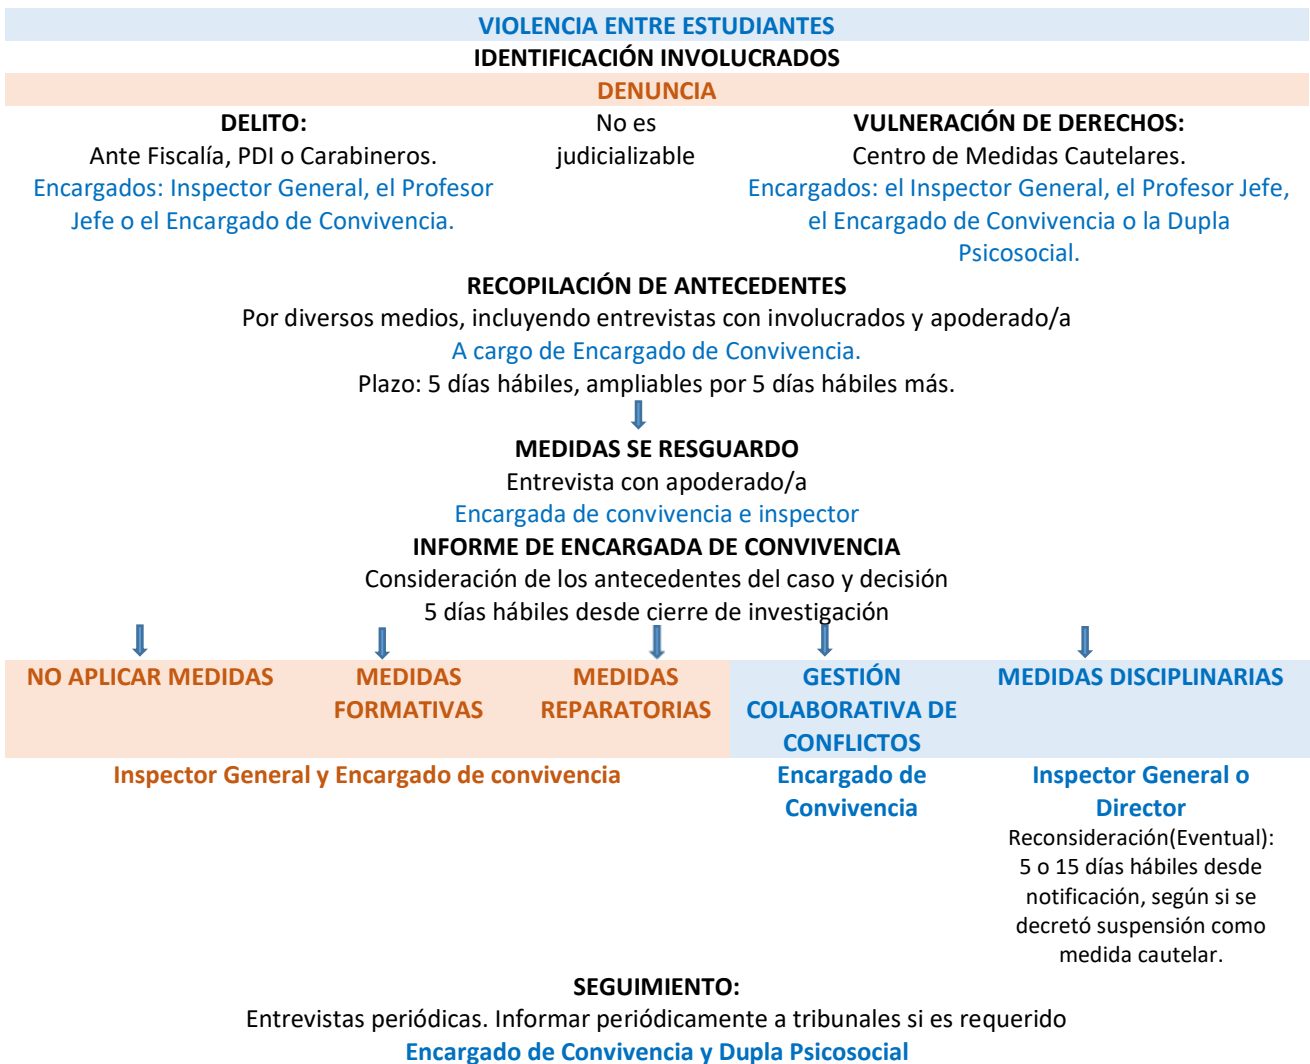 VIOLENCIA ENTRE ESTUDIANTES
IDENTIFICACIÓN INVOLUCRADOS
DENUNCIA
DELITO:
Ante Fiscalía, PDI o Carabineros.
Encargados: Inspector General, el Profesor
Jefe o el Encargado de Convivencia.
No es
judicializable
VULNERACIÓN DE DERECHOS:
Centro de Medidas Cautelares.
Encargados: el Inspector General, el Profesor Jefe,
el Encargado de Convivencia o la Dupla
Psicosocial.
RECOPILACIÓN DE ANTECEDENTES
Por diversos medios, incluyendo entrevistas con involucrados y apoderado/a
A cargo de Encargado de Convivencia.
Plazo: 5 días hábiles, ampliables por 5 días hábiles más.
MEDIDAS SE RESGUARDO
Entrevista con apoderado/a
Encargada de convivencia e inspector
INFORME DE ENCARGADA DE CONVIVENCIA
Consideración de los antecedentes del caso y decisión
5 días hábiles desde cierre de investigación
NO APLICAR MEDIDAS
MEDIDAS
FORMATIVAS
MEDIDAS
REPARATORIAS
GESTIÓN
COLABORATIVA DE
CONFLICTOS
MEDIDAS DISCIPLINARIAS
Inspector General y Encargado de convivencia
Encargado de
Convivencia
Inspector General o
Director
Reconsideración(Eventual):
5 o 15 días hábiles desde
notificación, según si se
decretó suspensión como
medida cautelar.
SEGUIMIENTO:
Entrevistas periódicas. Informar periódicamente a tribunales si es requerido
Encargado de Convivencia y Dupla Psicosocial